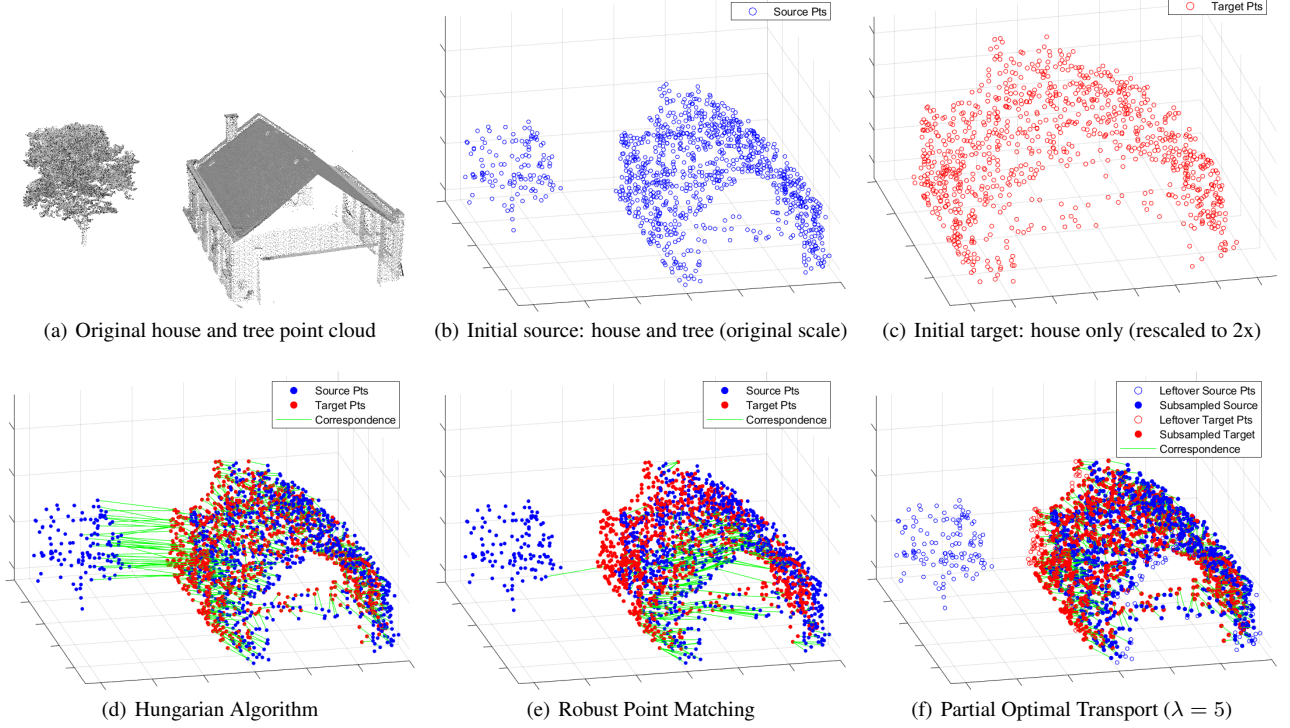 Source Pts
Target Pts
(a) Original house and tree point cloud
(b) Initial source: house and tree (original scale)
(c) Initial target: house only (rescaled to 2x)
Source Pts
Target Pts
Correspondence
Source Pts
Target Pts
Correspondence
Leftover Source Pts
Subsampled Source
Leftover Target Pts
Subsampled Target
Correspondence
(d) Hungarian Algorithm
(e) Robust Point Matching
(f) Partial Optimal Transport (λ = 5)